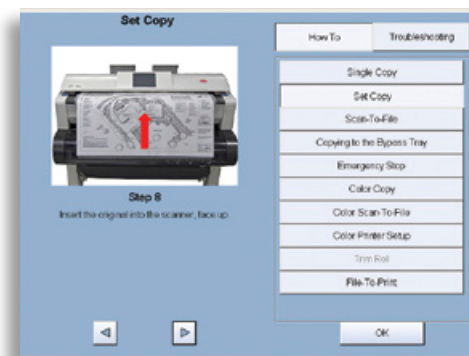 Set Copy
Step 8
Insert the original into the scanner, face up.
How To
Troubleshooting
Single Copy
Set Copy
Scan-To-File
Copying to the Bypass Tray
Emergency Stop
Color Copy
Color Scan-To-File
Color Printer Setup
Trim Roll
File-To-Print
OK